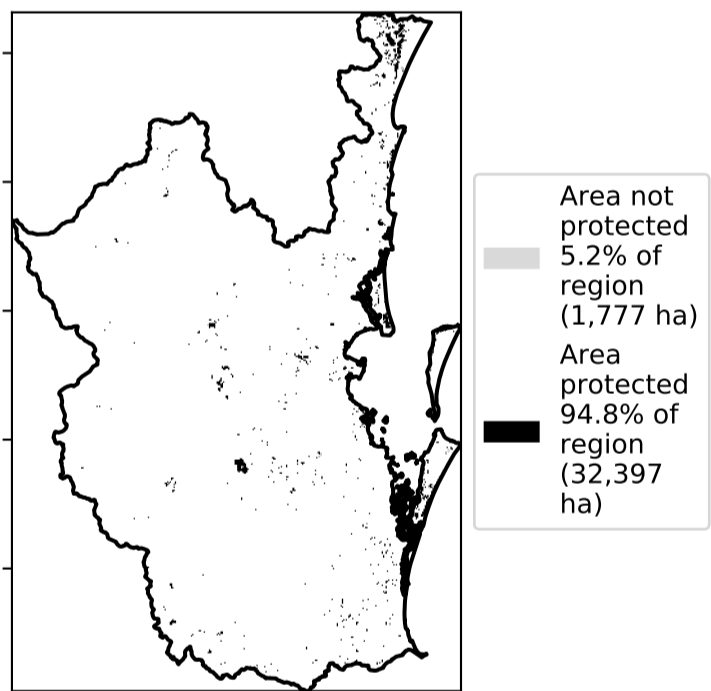 Area not
protected
5.2% of
region
(1,777 ha)
Area
protected
94.8% of
region
(32,397
ha)